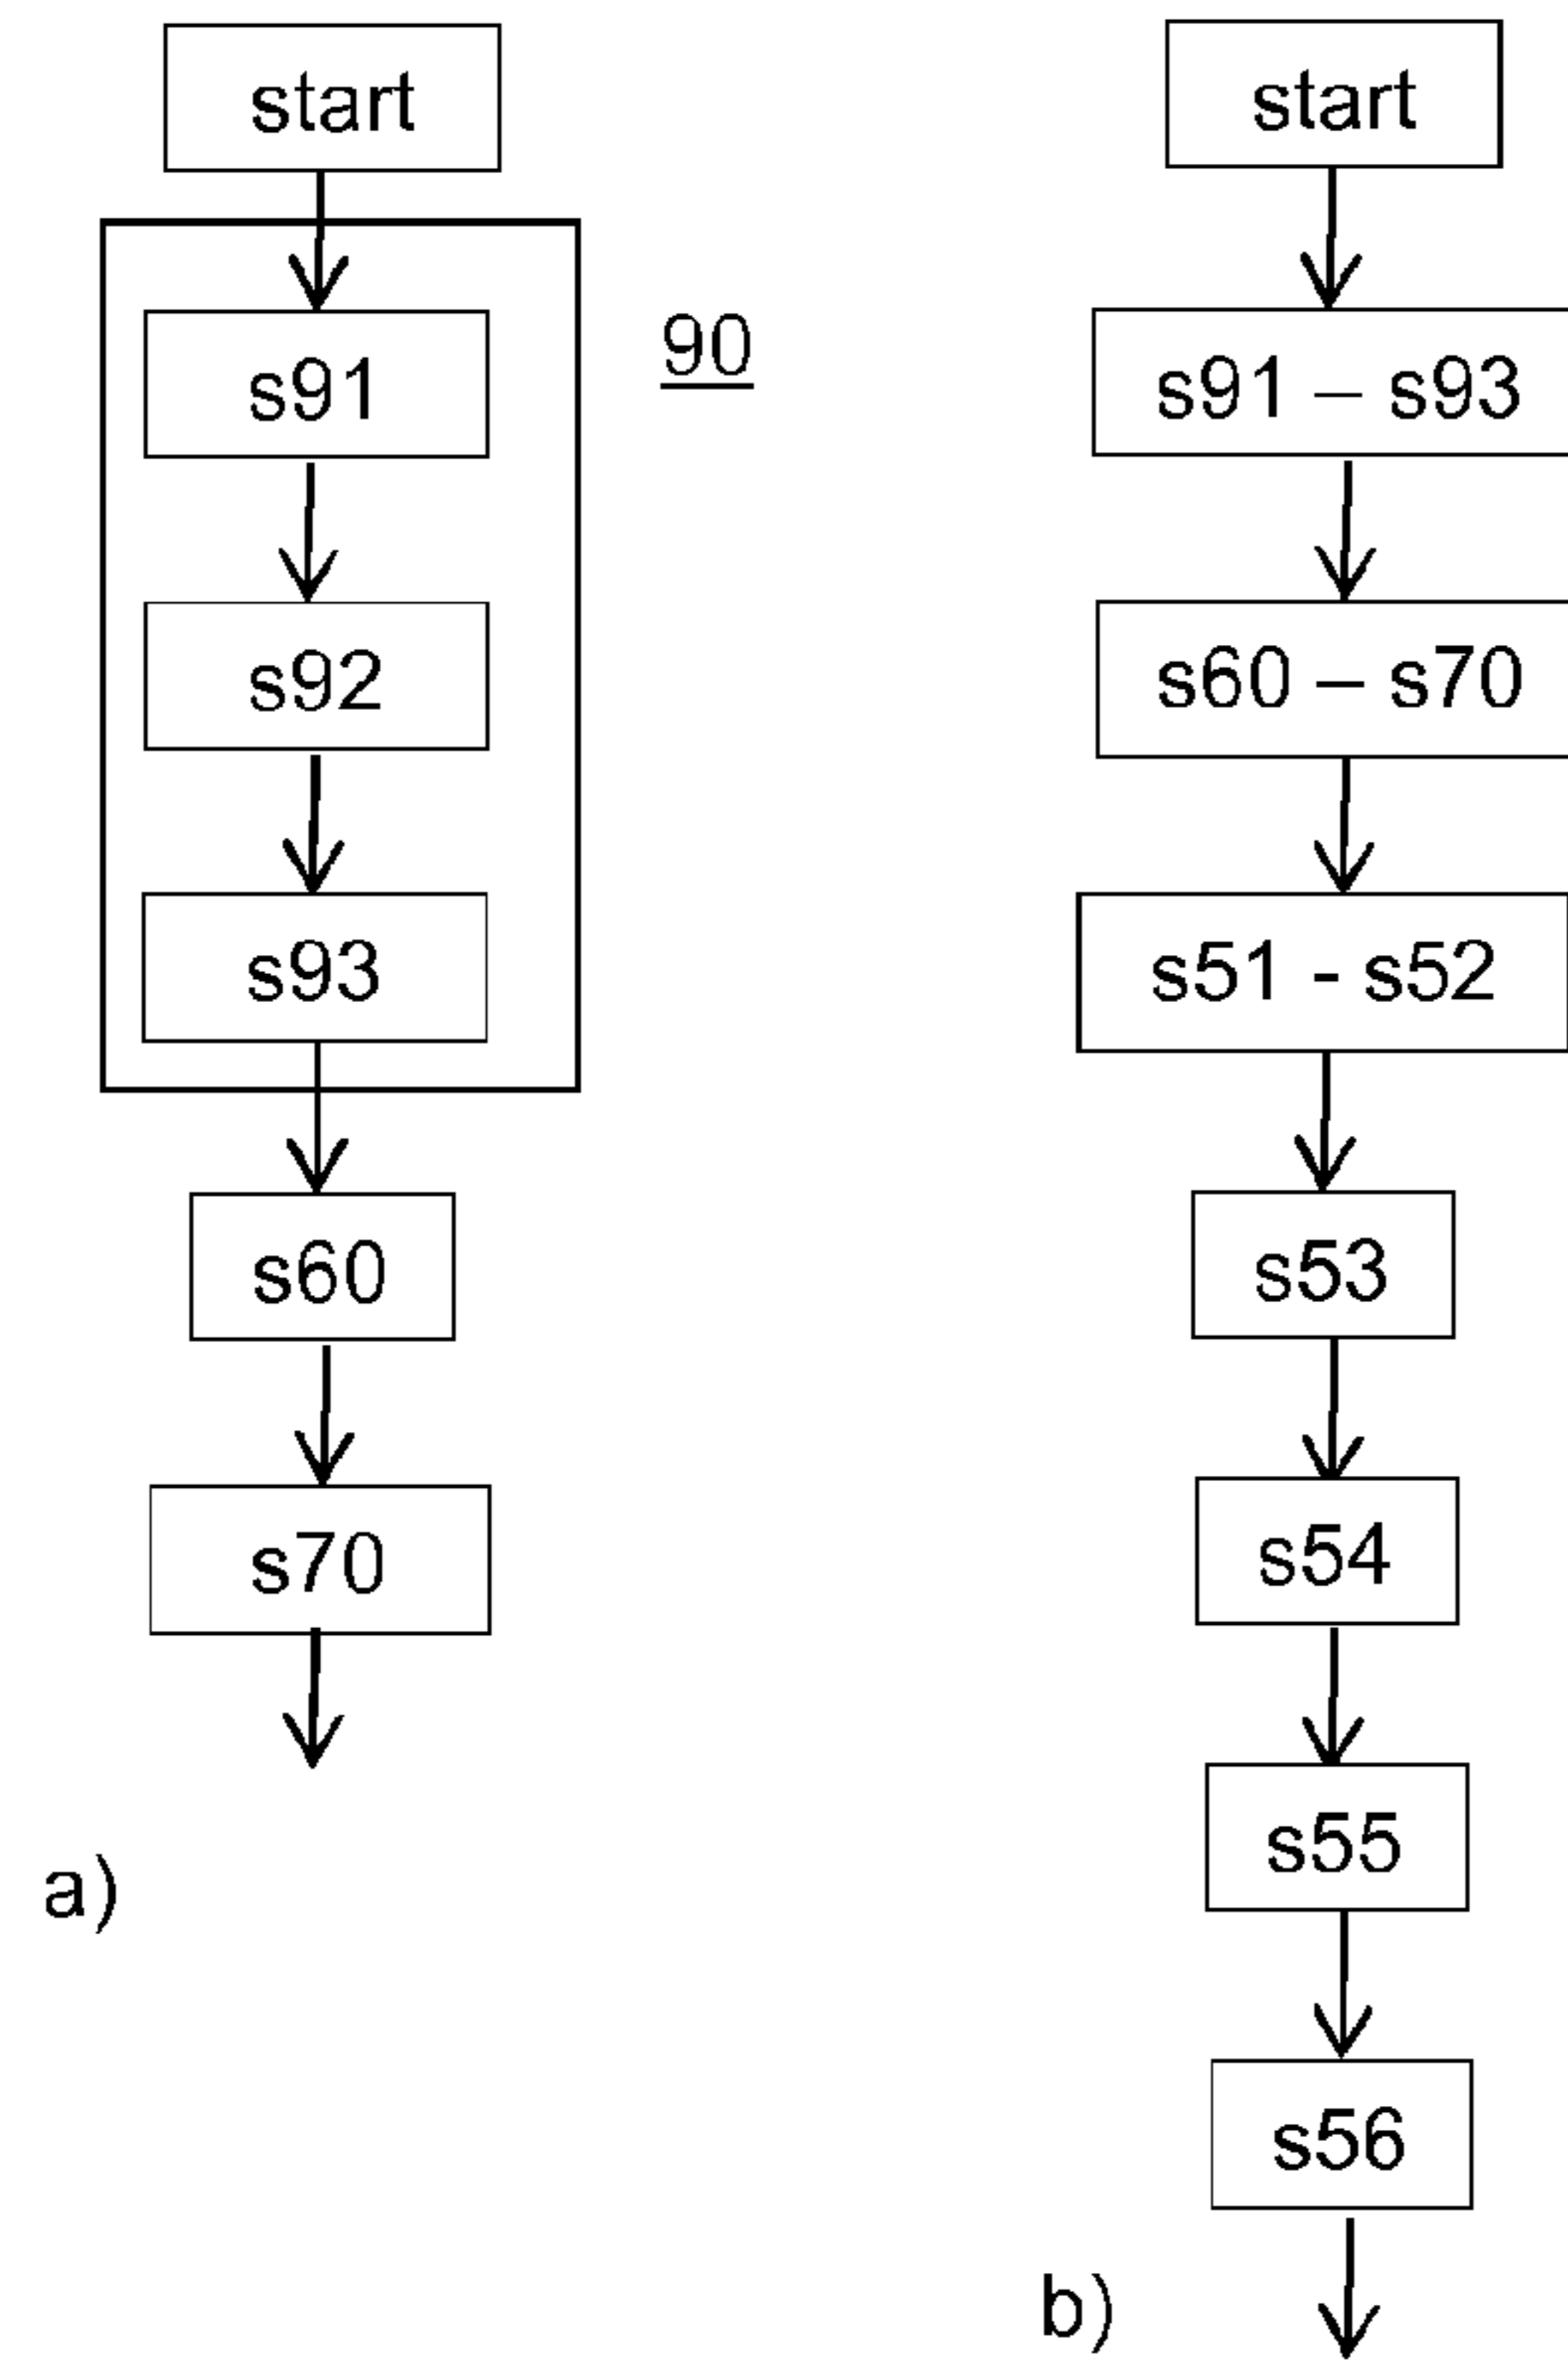 start
s91
90
s92
s93
s60
s70
a)
start
s91 – s93
s60 – s70
s51 - s52
s53
s54
s55
s56
b)